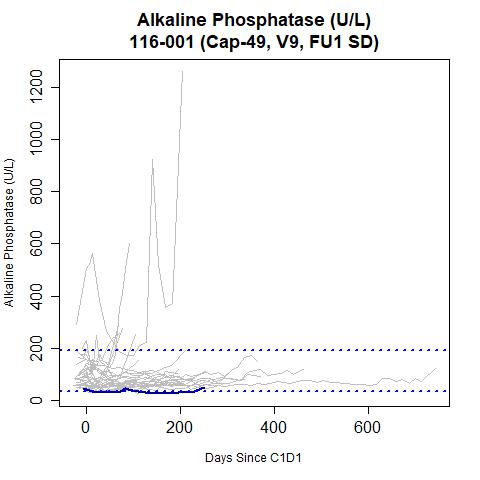 Alkaline Phosphatase (U/L)
116-001 (Cap-49, V9, FU1 SD)
1200
1000
800
600
400
200
0
Alkaline Phosphatase (U/L)
0 200 400 600
Days Since C1D1